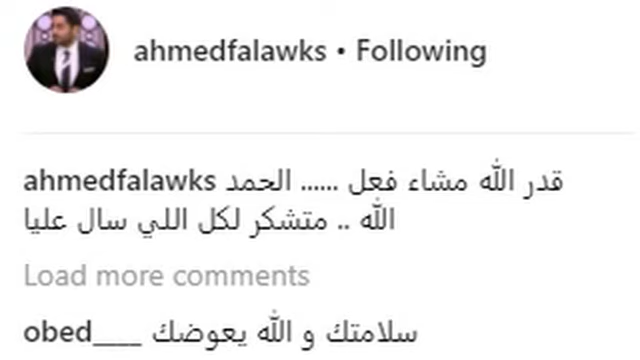 ahmedfalawks • Following
ahmedfalawks قدر الله مشاء فعل ...... الحمد
الله .. متشكر لكل اللي سال عليا
Load more comments
obed____ سلامتك و الله يعوضك